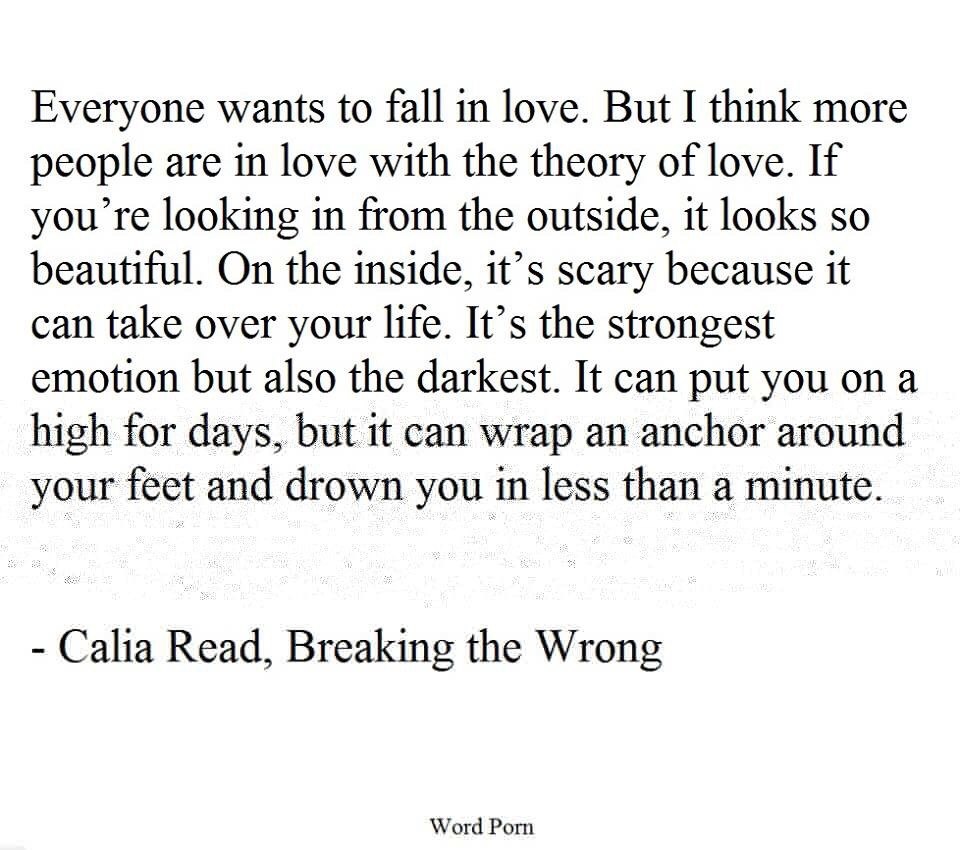 Everyone wants to fall in love. But I think more
people are in love with the theory of love. If
you’re looking in from the outside, it looks so
beautiful. On the inside, it’s scary because it
can take over your life. It’s the strongest
emotion but also the darkest. It can put you on a
high for days, but it can wrap an anchor around
your feet and drown you in less than a minute.
- Calia Read, Breaking the Wrong
Word Porn